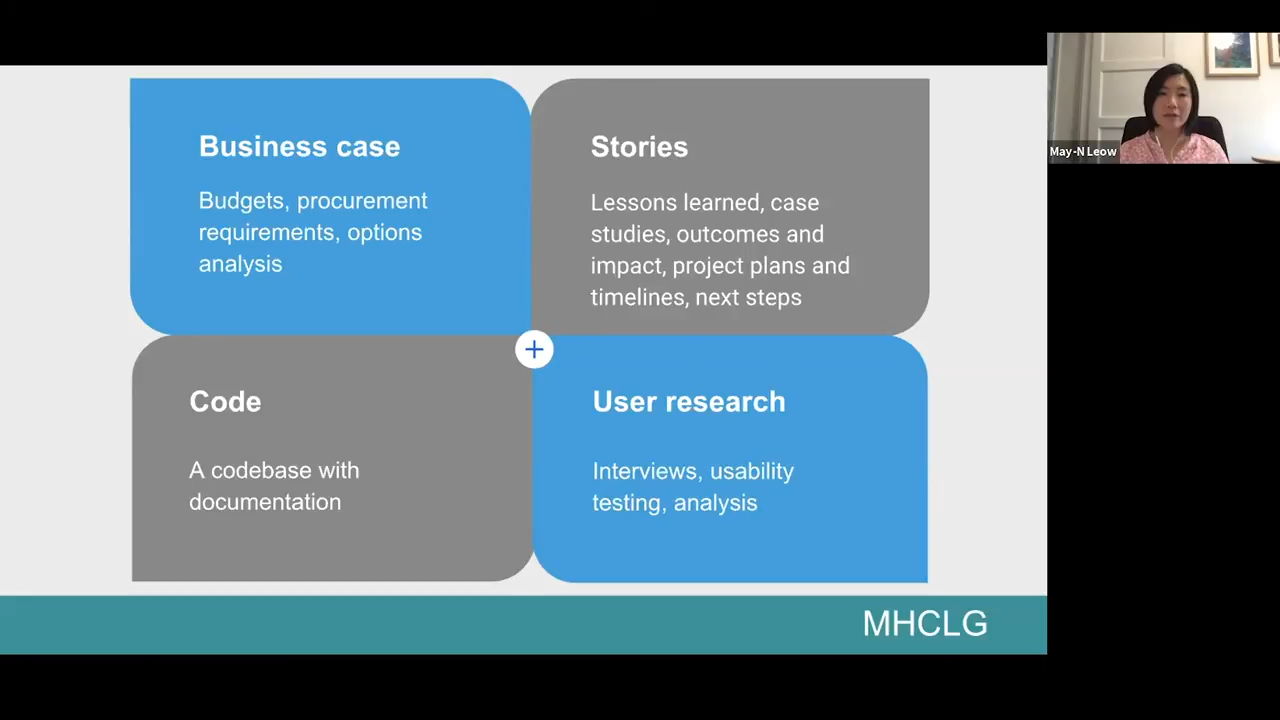 Business case
Budgets, procurement
requirements, options
analysis
Stories
Lessons learned, case
studies, outcomes and
impact, project plans and
timelines, next steps
Code
A codebase with
documentation
User research
Interviews, usability
testing, analysis
MHCLG
May-N Leow